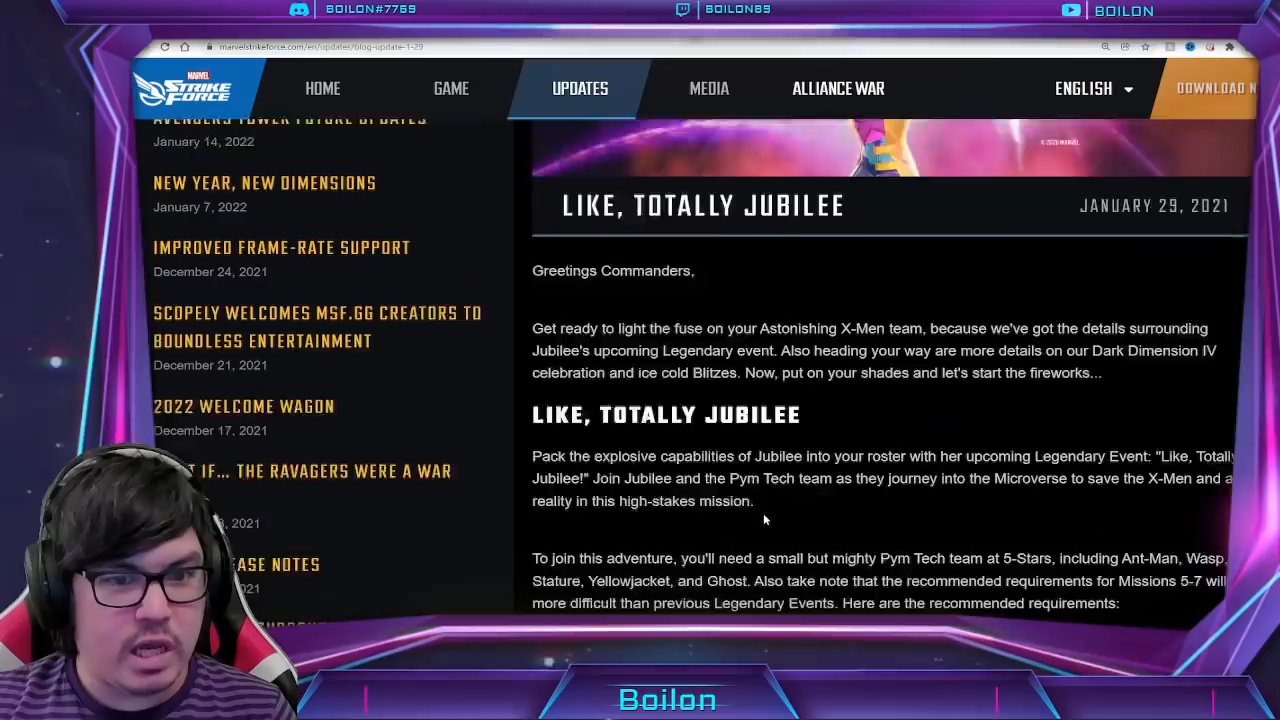 BOILON#7769
BOILON89
BOILON
marvelstrikeforce.com/en/updates/blog-update-1-29
MARVEL
STRIKE FORCE
HOME
GAME
UPDATES
MEDIA
ALLIANCE WAR
ENGLISH
DOWNLOAD N
AVENGERS TOWER FUTURE UPDATES
January 14, 2022
NEW YEAR, NEW DIMENSIONS
January 7, 2022
IMPROVED FRAME-RATE SUPPORT
December 24, 2021
SCOPELY WELCOMES MSF.GG CREATORS TO
BOUNDLESS ENTERTAINMENT
December 21, 2021
2022 WELCOME WAGON
December 17, 2021
IF... THE RAVAGERS WERE A WAR
, 2021
EASE NOTES
021
© 2020 MARVEL
LIKE, TOTALLY JUBILEE
JANUARY 29, 2021
Greetings Commanders,
Get ready to light the fuse on your Astonishing X-Men team, because we've got the details surrounding
Jubilee's upcoming Legendary event. Also heading your way are more details on our Dark Dimension IV
celebration and ice cold Blitzes. Now, put on your shades and let's start the fireworks...
LIKE, TOTALLY JUBILEE
Pack the explosive capabilities of Jubilee into your roster with her upcoming Legendary Event: "Like, Totally
Jubilee!" Join Jubilee and the Pym Tech team as they journey into the Microverse to save the X-Men and a
reality in this high-stakes mission.
To join this adventure, you'll need a small but mighty Pym Tech team at 5-Stars, including Ant-Man, Wasp,
Stature, Yellowjacket, and Ghost. Also take note that the recommended requirements for Missions 5-7 will
more difficult than previous Legendary Events. Here are the recommended requirements:
Boilon